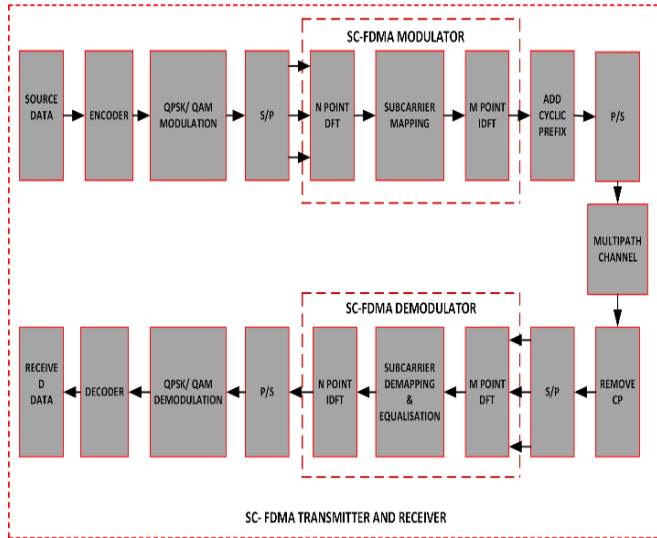 SC-FDMA MODULATOR
SOURCE
DATA
ENCODER
QPSK/ QAM
MODULATION
S/P
N POINT
DFT
SUBCARRIER
MAPPING
M POINT
IDFT
ADD
CYCLIC
PREFIX
P/S
MULTIPATH
CHANNEL
SC-FDMA DEMODULATOR
RECEIVE
D DATA
DECODER
QPSK/ QAM
DEMODULATION
P/S
N POINT
IDFT
SUBCARRIER
DEMAPPING
&
EQUALISATION
M POINT
DFT
S/P
REMOVE
CP
SC- FDMA TRANSMITTER AND RECEIVER